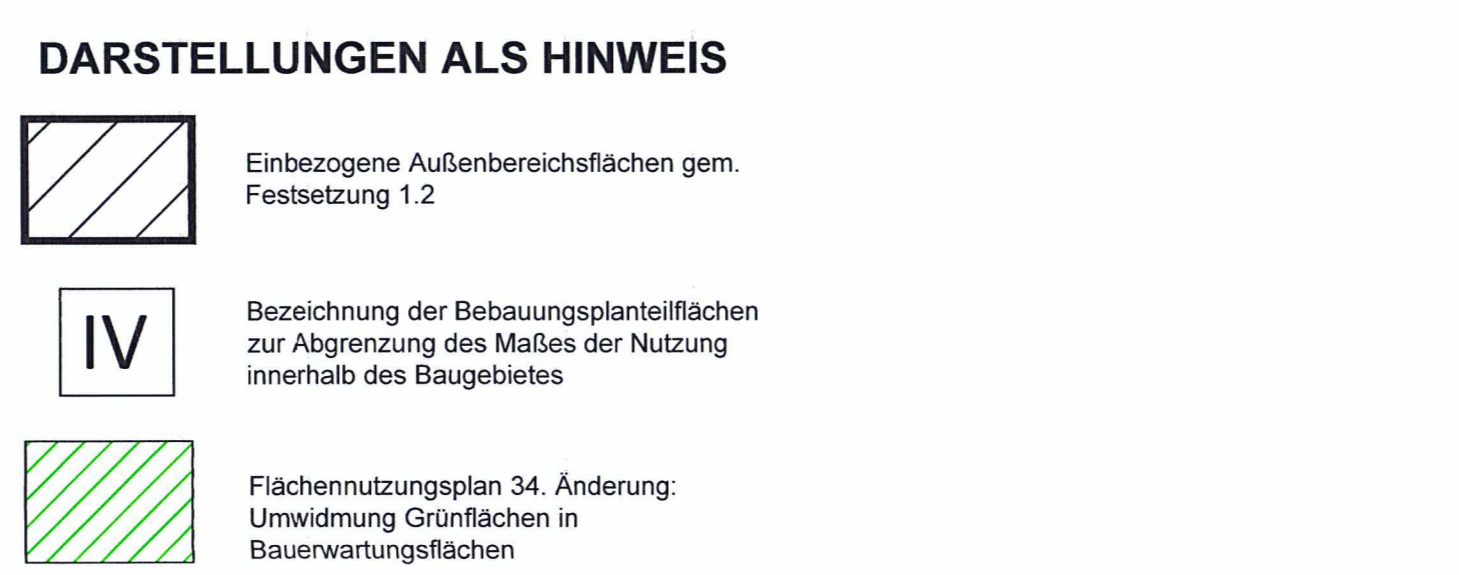 DARSTELLUNGEN ALS HINWEIS
Einbezogene Außenbereichsflächen gem.
Festsetzung 1.2
IV
Bezeichnung der Bebauungsplanteilflächen
zur Abgrenzung des Maßes der Nutzung
innerhalb des Baugebietes
Flächennutzungsplan 34. Änderung:
Umwidmung Grünflächen in
Bauerwartungsflächen